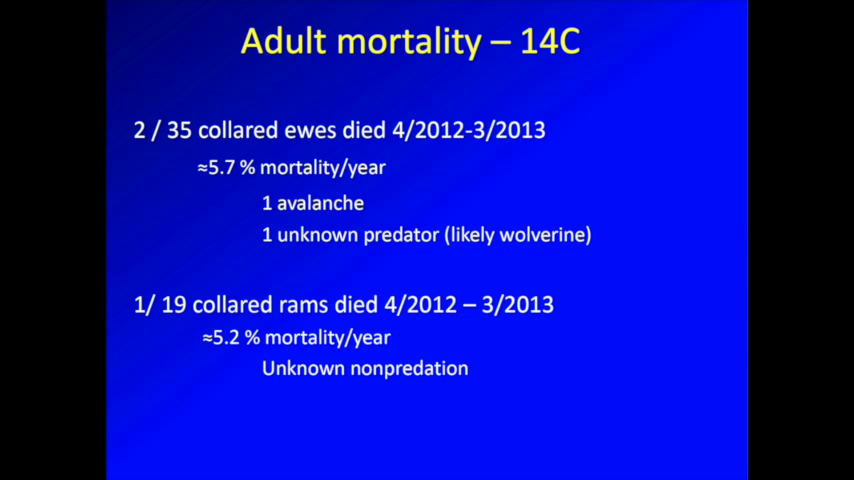 Adult mortality – 14C
2 / 35 collared ewes died 4/2012-3/2013
≈5.7 % mortality/year
1 avalanche
1 unknown predator (likely wolverine)
1/ 19 collared rams died 4/2012 – 3/2013
≈5.2 % mortality/year
Unknown nonpredation